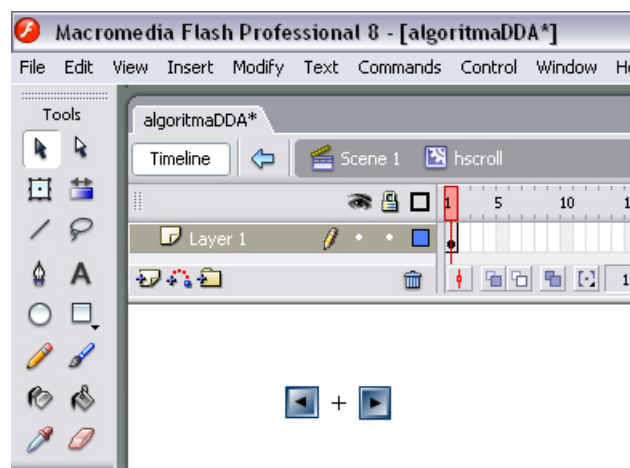 Macromedia Flash Professional 8 - [algoritmaDDA*]
File Edit View Insert Modify Text Commands Control Window
Tools
algoritmaDDA*
Timeline Scene 1 hscroll
1 5 10
Layer 1
A
+